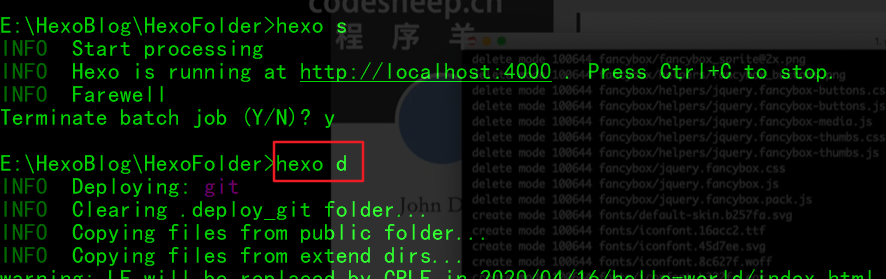 codesheep.cn
程 序 羊
E:\HexoBlog\HexoFolder>hexo s
INFO  Start processing
INFO  Hexo is running at http://localhost:4000 . Press Ctrl+C to stop.
INFO  Farewell
Terminate batch job (Y/N)? y
E:\HexoBlog\HexoFolder>hexo d
INFO  Deploying: git
INFO  Clearing .deploy_git folder...
INFO  Copying files from public folder...
INFO  Copying files from extend dirs...
warning: LF will be replaced by CRLF in 2020/04/16/hello-world/index.html
John D
delete mode 100644 fancybox/fancybox_sprite@2x.png
delete mode 100644 fancybox/helpers/jquery.fancybox-buttons.css
delete mode 100644 fancybox/helpers/jquery.fancybox-buttons.js
delete mode 100644 fancybox/helpers/jquery.fancybox-media.js
delete mode 100644 fancybox/helpers/jquery.fancybox-thumbs.css
delete mode 100644 fancybox/helpers/jquery.fancybox-thumbs.js
delete mode 100644 fancybox/jquery.fancybox.css
delete mode 100644 fancybox/jquery.fancybox.js
delete mode 100644 fancybox/jquery.fancybox.pack.js
create mode 100644 fonts/default-skin.b257fa.svg
create mode 100644 fonts/iconfont.16acc2.ttf
create mode 100644 fonts/iconfont.45d7ee.svg
create mode 100644 fonts/iconfont.8c627f.woff